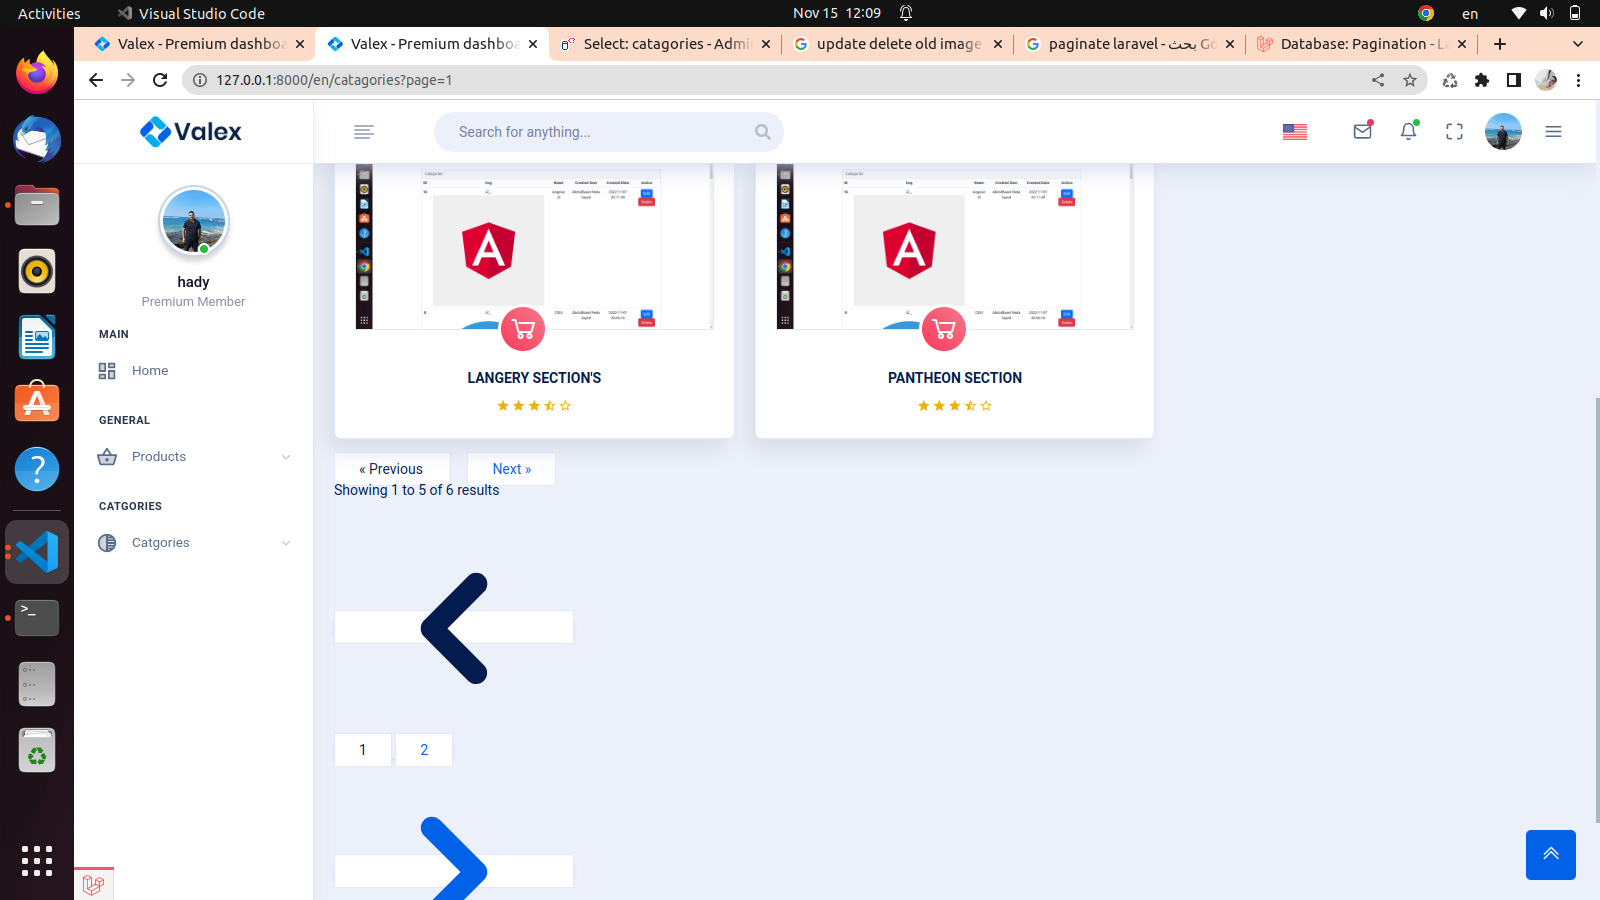 Activities
Visual Studio Code
Nov 15 12:09
en
Valex - Premium dashboa
Valex - Premium dashboa
Select: catagories - Admi
update delete old image
paginate laravel - بحث Go
Database: Pagination - La
127.0.0.1:8000/en/catagories?page=1
Valex
Search for anything...
hady
Premium Member
MAIN
Home
GENERAL
Products
CATGORIES
Catgories
LANGERY SECTION'S
PANTHEON SECTION
« Previous
Next »
Showing 1 to 5 of 6 results
1
2